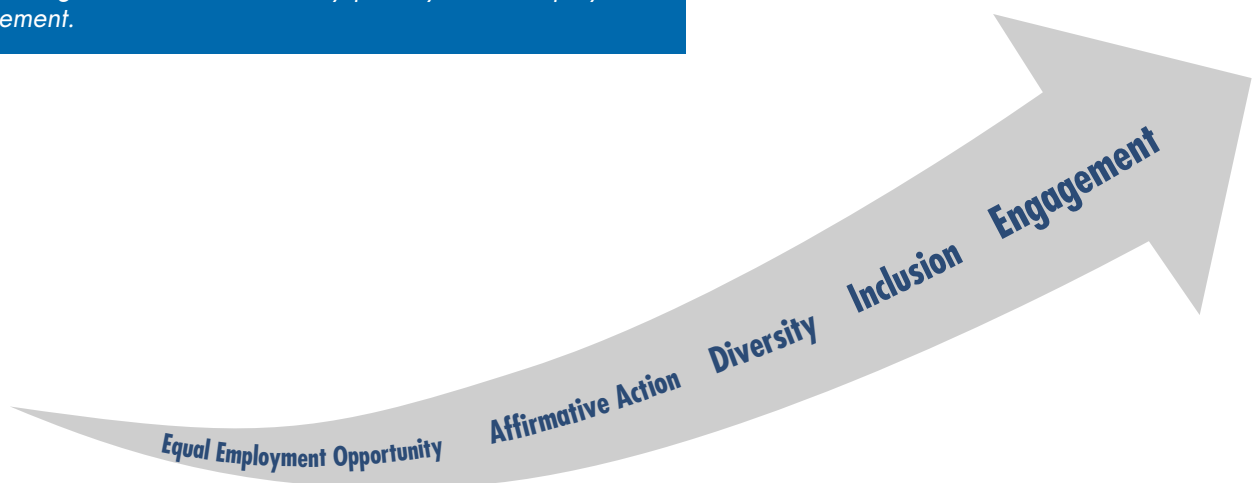 ement.
Equal Employment Opportunity
Affirmative Action
Diversity
Inclusion
Engagement